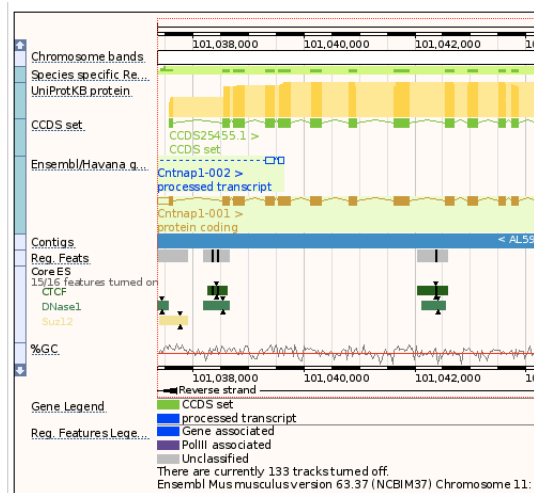 101,038,000 101,040,000 101,042,000
Chromosome bands
Species specific Re...
UniProtKB protein
CCDS set
CCDS25455.1 >
CCDS set
Ensembl/Havana g...
Cntnap1-002 >
processed transcript
Cntnap1-001 >
protein coding
Contigs
< AL59
Reg. Feats
Core ES
15/16 features turned on
CTCF
DNase1
Suz12
%GC
101,038,000 101,040,000 101,042,000
Reverse strand
Gene Legend
CCDS set
processed transcript
Reg. Features Lege...
Gene associated
PolIII associated
Unclassified
There are currently 133 tracks turned off.
Ensembl Mus musculus version 63.37 (NCBIM37) Chromosome 11: